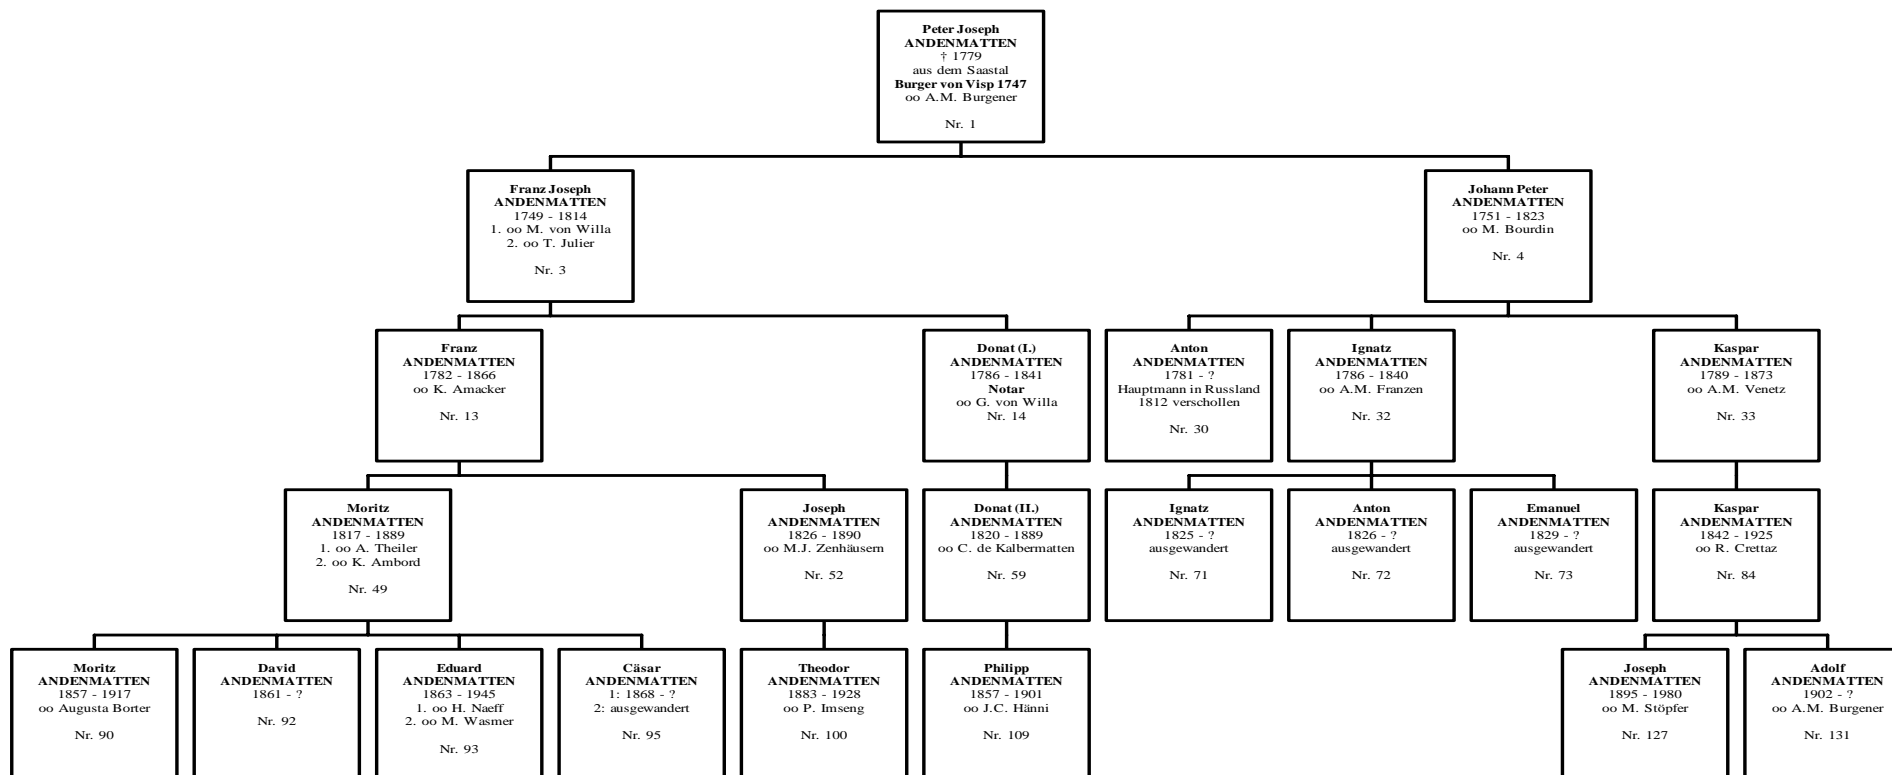 Peter Joseph
ANDENMATTEN
† 1779
aus dem Saastal
Burger von Visp 1747
oo A.M. Burgener
Nr. 1
Franz Joseph
ANDENMATTEN
1749 - 1814
1. oo M. von Willa
2. oo T. Julier
Nr. 3
Johann Peter
ANDENMATTEN
1751 - 1823
oo M. Bourdin
Nr. 4
Franz
ANDENMATTEN
1782 - 1866
oo K. Amacker
Nr. 13
Donat (I.)
ANDENMATTEN
1786 - 1841
Notar
oo G. von Willa
Nr. 14
Anton
ANDENMATTEN
1781 - ?
Hauptmann in Russland
1812 verschollen
Nr. 30
Ignatz
ANDENMATTEN
1786 - 1840
oo A.M. Franzen
Nr. 32
Kaspar
ANDENMATTEN
1789 - 1873
oo A.M. Venetz
Nr. 33
Moritz
ANDENMATTEN
1817 - 1889
1. oo A. Theiler
2. oo K. Ambord
Nr. 49
Joseph
ANDENMATTEN
1826 - 1890
oo M.J. Zenhäusern
Nr. 52
Donat (II.)
ANDENMATTEN
1820 - 1889
oo C. de Kalbermatten
Nr. 59
Ignatz
ANDENMATTEN
1825 - ?
ausgewandert
Nr. 71
Anton
ANDENMATTEN
1826 - ?
ausgewandert
Nr. 72
Emanuel
ANDENMATTEN
1829 - ?
ausgewandert
Nr. 73
Kaspar
ANDENMATTEN
1842 - 1925
oo R. Crettaz
Nr. 84
Moritz
ANDENMATTEN
1857 - 1917
oo Augusta Borter
Nr. 90
David
ANDENMATTEN
1861 - ?
Nr. 92
Eduard
ANDENMATTEN
1863 - 1945
1. oo H. Naeff
2. oo M. Wasmer
Nr. 93
Cäsar
ANDENMATTEN
1: 1868 - ?
2: ausgewandert
Nr. 95
Theodor
ANDENMATTEN
1883 - 1928
oo P. Imseng
Nr. 100
Philipp
ANDENMATTEN
1857 - 1901
oo J.C. Hänni
Nr. 109
Joseph
ANDENMATTEN
1895 - 1980
oo M. Stöpfer
Nr. 127
Adolf
ANDENMATTEN
1902 - ?
oo A.M. Burgener
Nr. 131